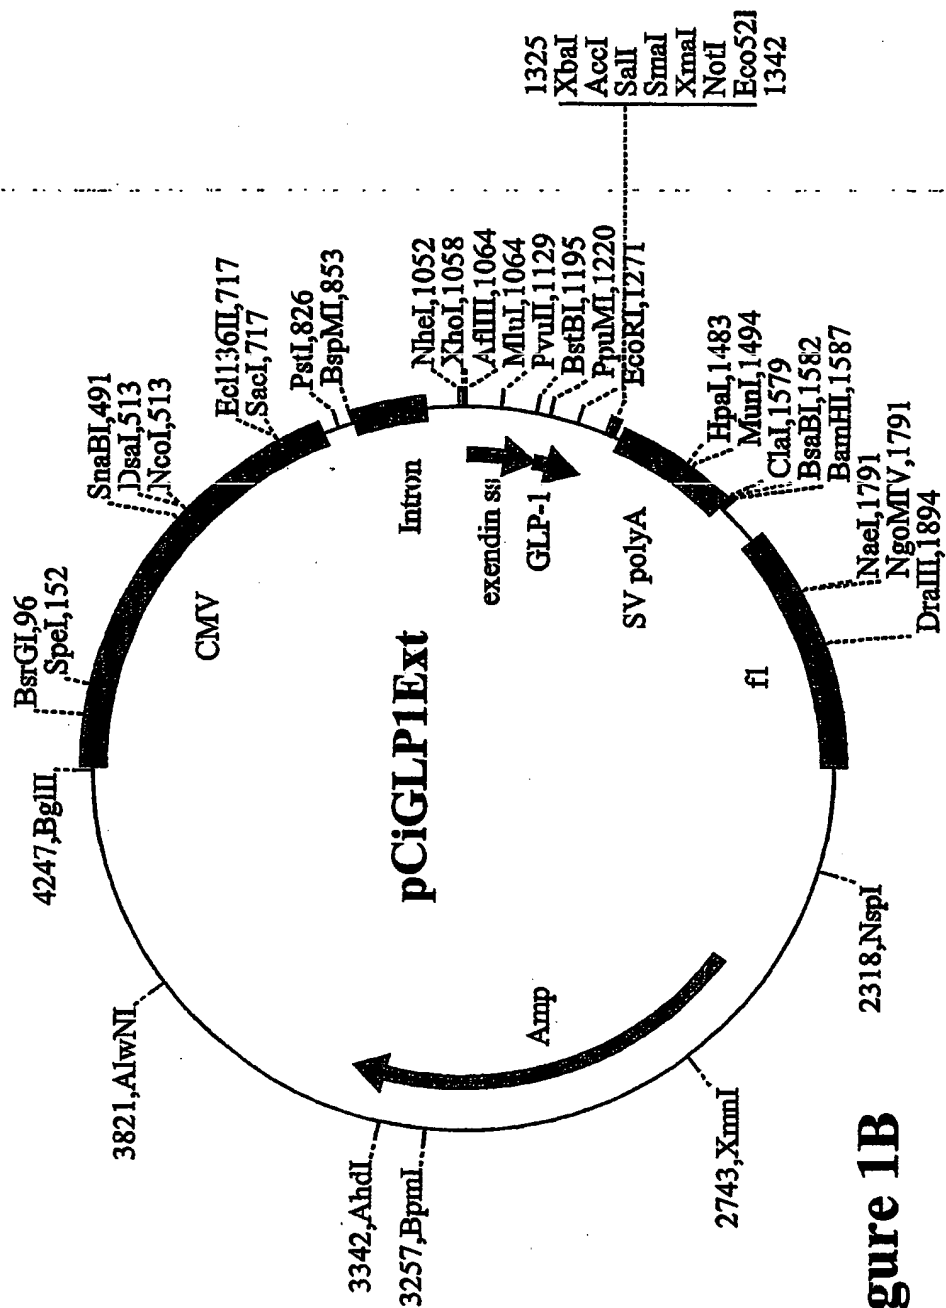 4247,BglII
BsrGI,96
SpeI,152
SnaBI,491
DsaI,513
NcoI,513
Ecl136II,717
SacI,717
PstI,826
BspMI,853
NheI,1052
XhoI,1058
AflIII,1064
MluI,1064
PvuII,1129
BstBI,1195
PpuMI,1220
EcoRI,1271
1325
XbaI
AccI
SalI
SmaI
XmaI
NotI
Eco52I
1342
HpaI,1483
MunI,1494
ClaI,1579
BsaBI,1582
BamHI,1587
NaeI,1791
NgoMIV,1791
DraIII,1894
2318,NspI
2743,XmnI
3257,BpmI
3342,AhdI
3821,AlwNI
CMV
Intron
exendin ss
GLP-1
SV polyA
f1
Amp
pCiGLP1Ext
gure 1B